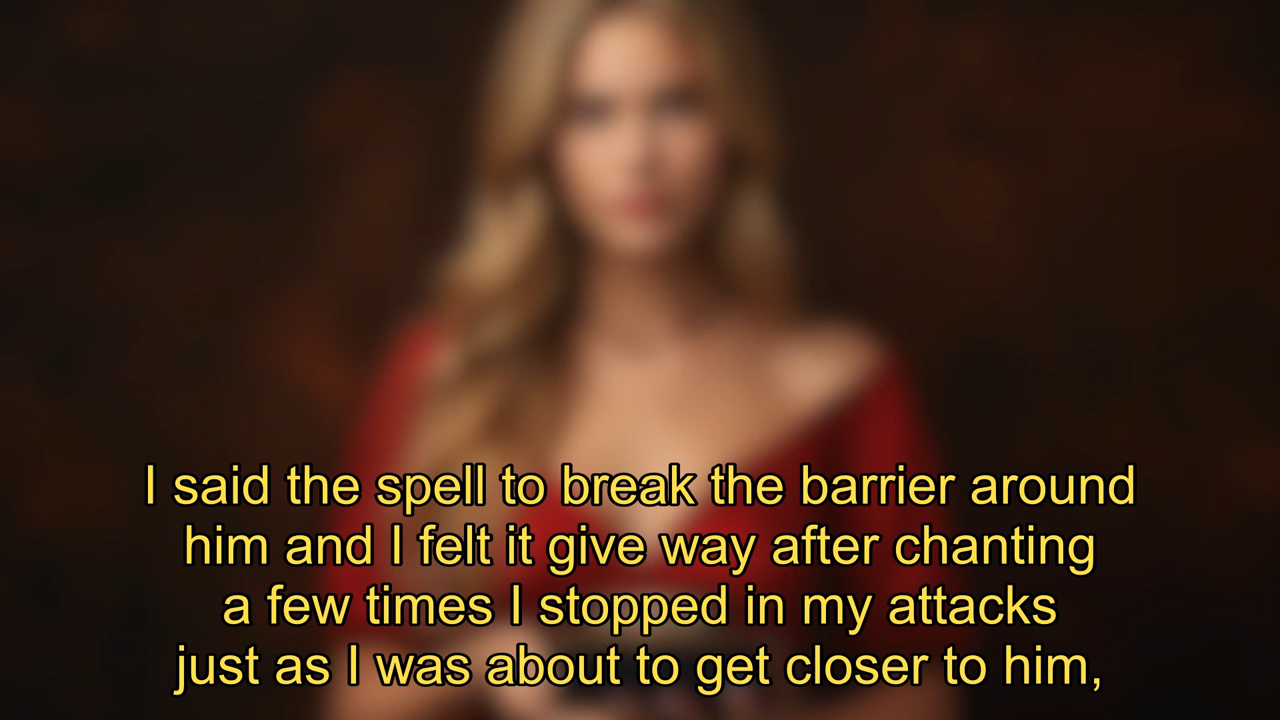 I said the spell to break the barrier around
him and I felt it give way after chanting
a few times I stopped in my attacks
just as I was about to get closer to him,